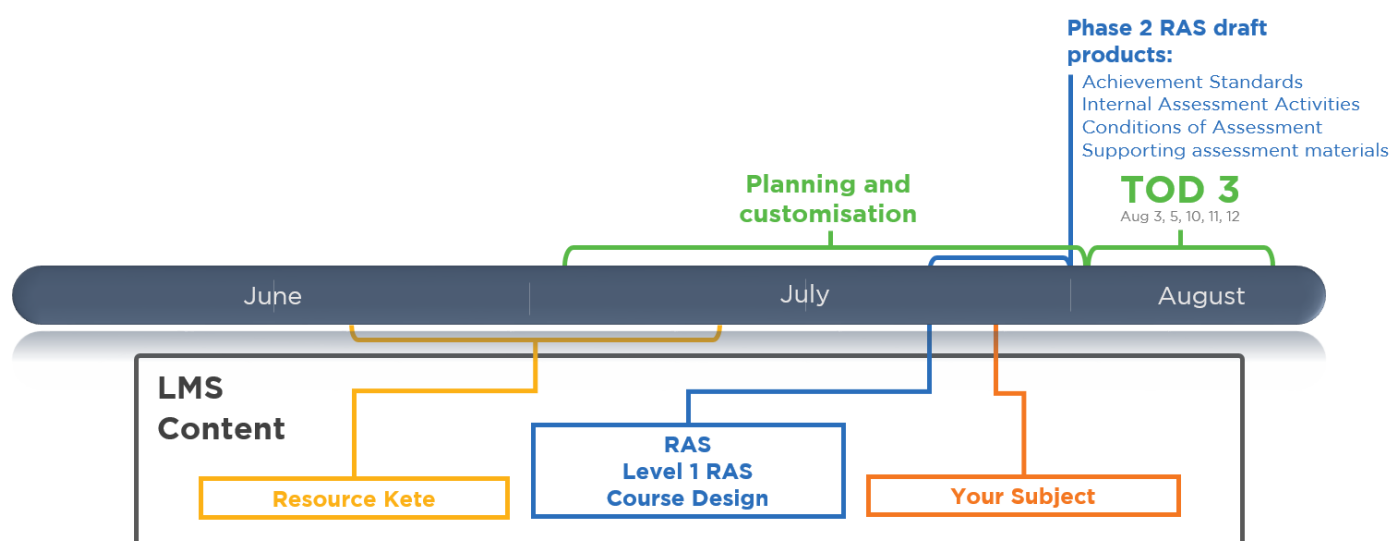 Phase 2 RAS draft
products:
Achievement Standards
Internal Assessment Activities
Conditions of Assessment
Supporting assessment materials
Planning and
customisation
TOD 3
Aug 3, 5, 10, 11, 12
June
July
August
LMS
Content
Resource Kete
RAS
Level 1 RAS
Course Design
Your Subject